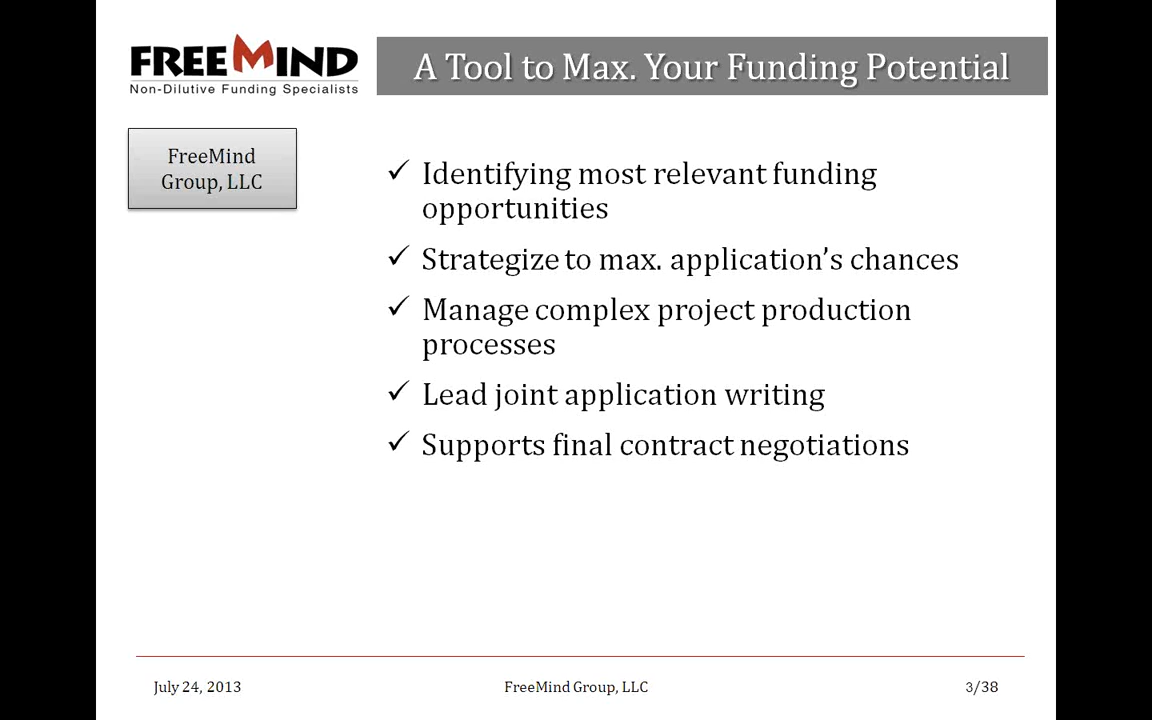 FREEMIND
Non-Dilutive Funding Specialists
A Tool to Max. Your Funding Potential
FreeMind
Group, LLC
✓ Identifying most relevant funding
opportunities
✓ Strategize to max. application’s chances
✓ Manage complex project production
processes
✓ Lead joint application writing
✓ Supports final contract negotiations
July 24, 2013
FreeMind Group, LLC
3/38